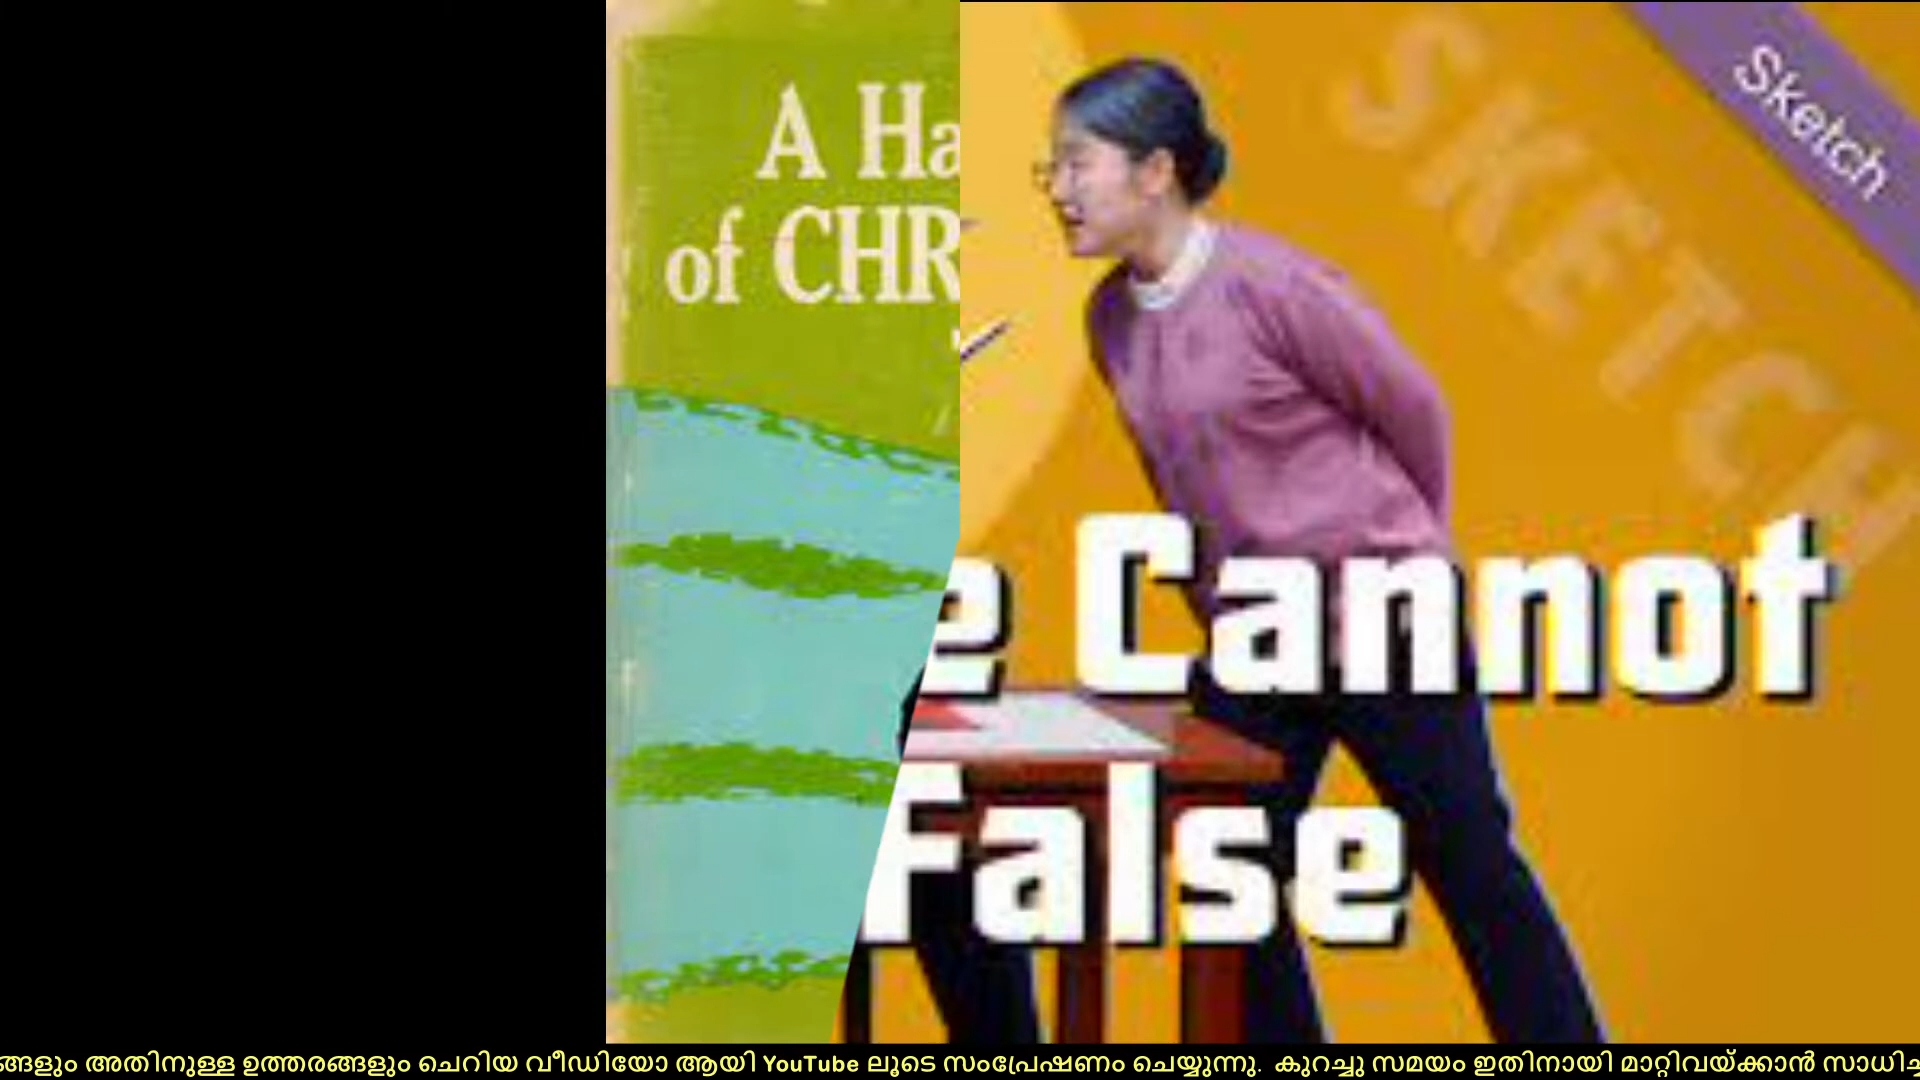 A Ha
of CHR
Sketch
SKETCH
e Cannot
False
ങ്ങളും അതിനുള്ള ഉത്തരങ്ങളും ചെറിയ വീഡിയോ ആയി YouTube ലൂടെ സംപ്രേഷണം ചെയ്യുന്നു. കുറച്ചു സമയം ഇതിനായി മാറ്റിവയ്ക്കാൻ സാധിച്ച